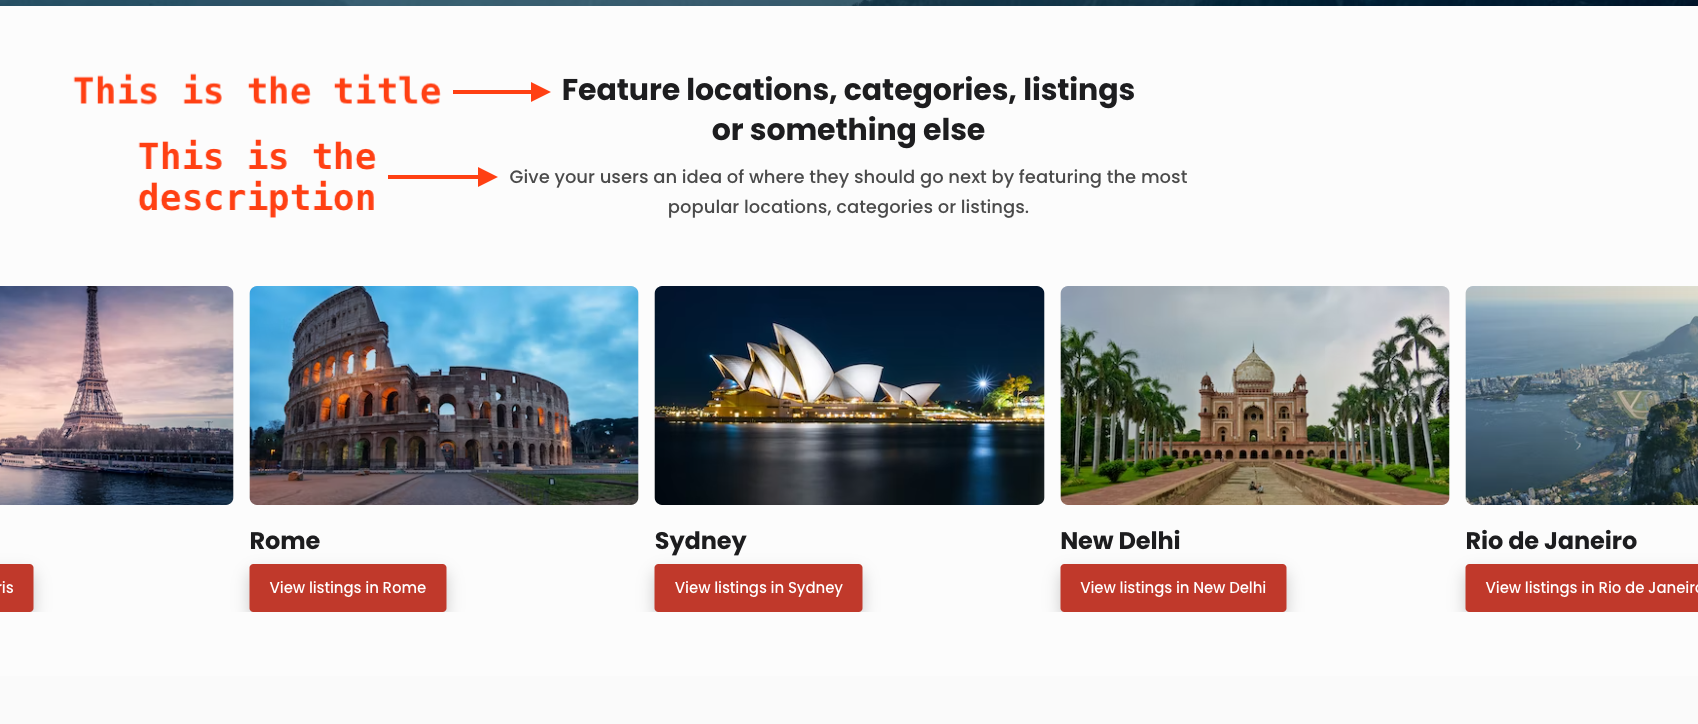 This is the title
Feature locations, categories, listings
or something else
This is the
description
Give your users an idea of where they should go next by featuring the most
popular locations, categories or listings.
Rome
Sydney
New Delhi
Rio de Janeiro
View listings in Rome
View listings in Sydney
View listings in New Delhi
View listings in Rio de Janeiro